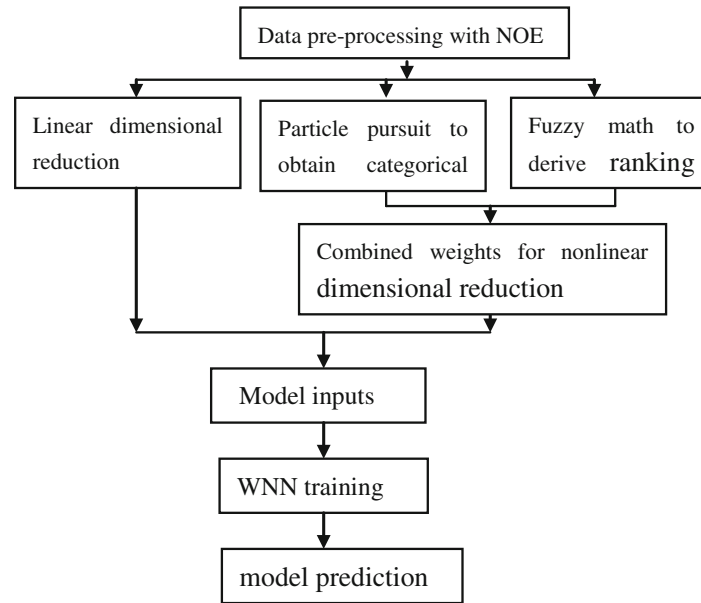 Data pre-processing with NOE
Linear dimensional
reduction
Particle pursuit to
obtain categorical
Fuzzy math to
derive ranking
Combined weights for nonlinear
dimensional reduction
Model inputs
WNN training
model prediction